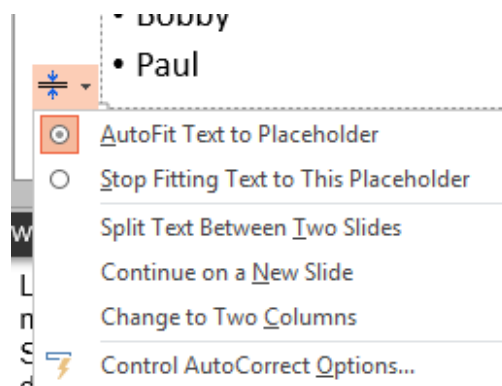 • Bobby
• Paul
AutoFit Text to Placeholder
Stop Fitting Text to This Placeholder
Split Text Between Two Slides
Continue on a New Slide
Change to Two Columns
Control AutoCorrect Options...